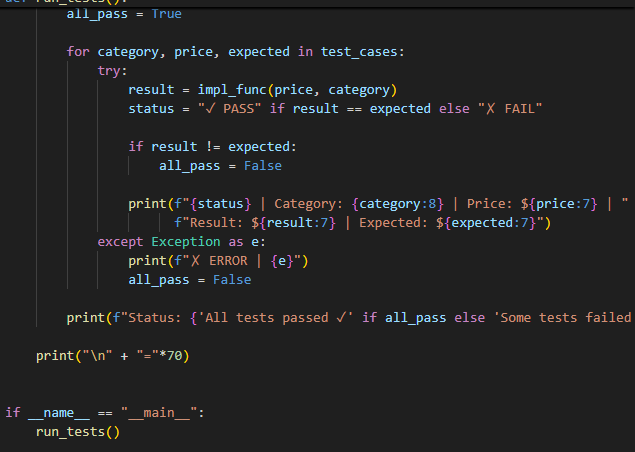 def run_tests():
all_pass = True
for category, price, expected in test_cases:
try:
result = impl_func(price, category)
status = "✓ PASS" if result == expected else "✗ FAIL"
if result != expected:
all_pass = False
print(f"{status} | Category: {category:8} | Price: ${price:7} | "
f"Result: ${result:7} | Expected: ${expected:7}")
except Exception as e:
print(f"✗ ERROR | {e}")
all_pass = False
print(f"Status: {'All tests passed ✓' if all_pass else 'Some tests failed
print("\n" + "="*70)
if __name__ == "__main__":
run_tests()